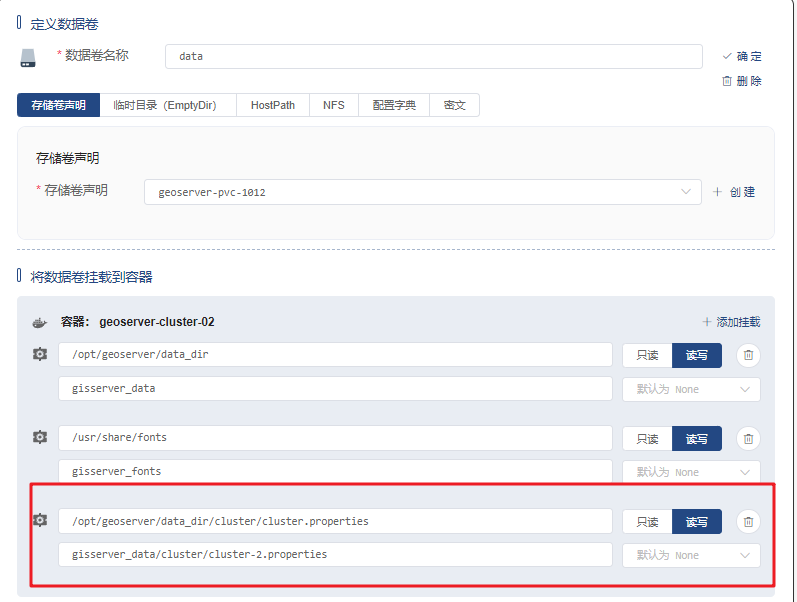 定义数据卷
* 数据卷名称 data 确 定
删 除
存储卷声明 临时目录（EmptyDir） HostPath NFS 配置字典 密文
存储卷声明
* 存储卷声明 geoserver-pvc-1012 + 创 建
将数据卷挂载到容器
容器： geoserver-cluster-02 + 添加挂载
/opt/geoserver/data_dir 只读 读写
gisserver_data 默认为 None
/usr/share/fonts 只读 读写
gisserver_fonts 默认为 None
/opt/geoserver/data_dir/cluster/cluster.properties 只读 读写
gisserver_data/cluster/cluster-2.properties 默认为 None